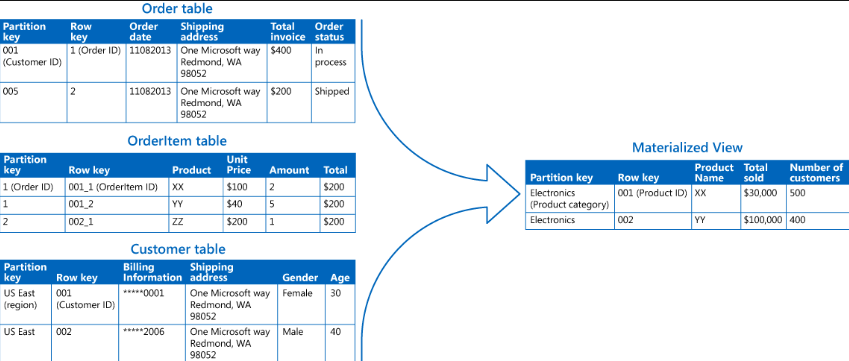 Order table
Partition key Row key Order date Shipping address Total invoice Order status
001 (Customer ID) 1 (Order ID) 11082013 One Microsoft way Redmond, WA 98052 $400 In process
005 2 11082013 One Microsoft way Redmond, WA 98052 $200 Shipped
OrderItem table
Partition key Row key Product Unit Price Amount Total
1 (Order ID) 001_1 (OrderItem ID) XX $100 2 $200
1 001_2 YY $40 5 $200
2 002_1 ZZ $200 1 $200
Customer table
Partition key Row key Billing Information Shipping address Gender Age
US East (region) 001 (Customer ID) *****0001 One Microsoft way Redmond, WA 98052 Female 30
US East 002 *****2006 One Microsoft way Redmond, WA 98052 Male 40
Materialized View
Partition key Row key Product Name Total sold Number of customers
Electronics (Product category) 001 (Product ID) XX $30,000 500
Electronics 002 YY $100,000 400